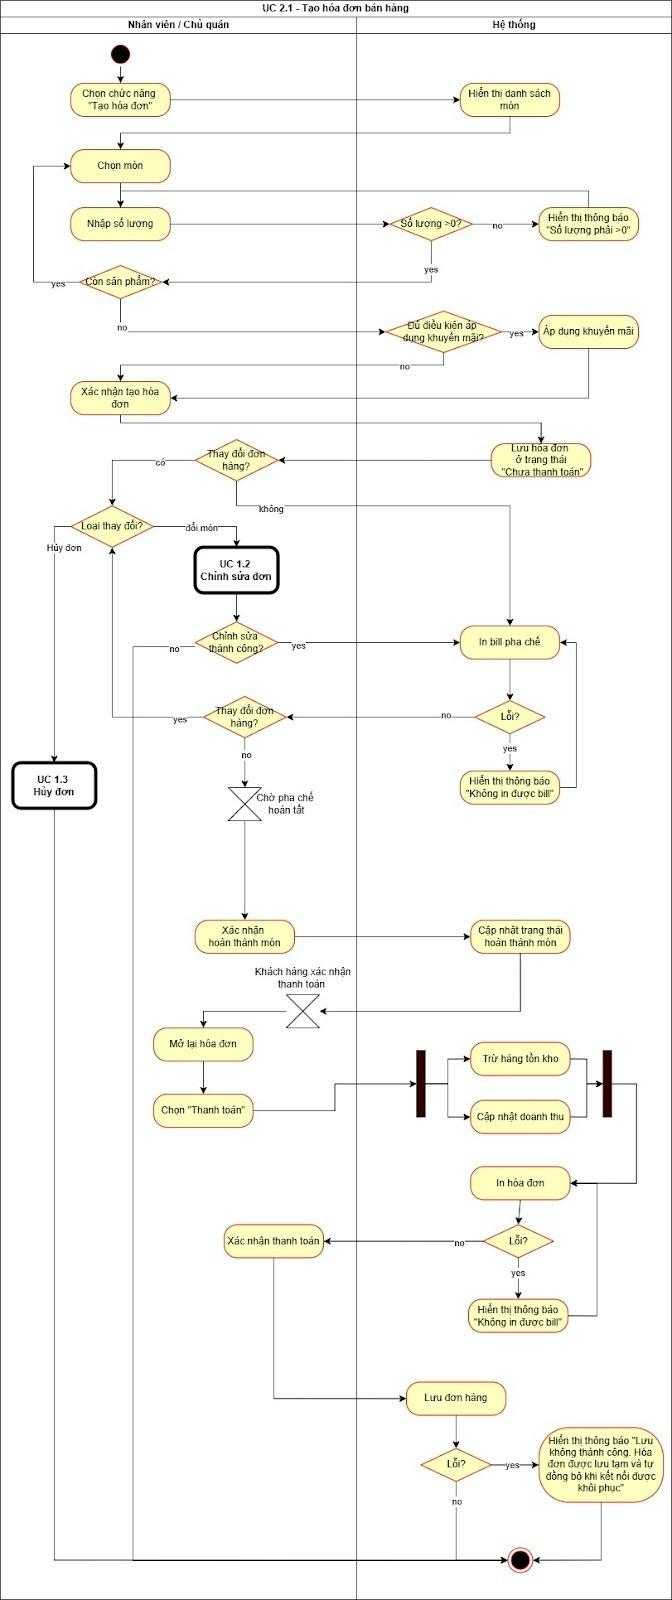 UC 2.1 - Tạo hóa đơn bán hàng
Nhân viên / Chủ quán
Hệ thống
Chọn chức năng
"Tạo hóa đơn"
Hiển thị danh sách
món
Chọn món
Nhập số lượng
Số lượng >0?
no
Hiển thị thông báo
"Số lượng phải >0"
yes
Còn sản phẩm?
yes
no
Đủ điều kiện áp
dụng khuyến mãi?
yes
Áp dụng khuyến mãi
no
Xác nhận tạo hóa
đơn
Lưu hóa đơn
ở trạng thái
"Chưa thanh toán"
Thay đổi đơn
hàng?
có
không
Loại thay đổi?
đổi món
Hủy đơn
UC 1.2
Chỉnh sửa đơn
Chỉnh sửa
thành công?
no
yes
In bill pha chế
Thay đổi đơn
hàng?
yes
no
Lỗi?
no
yes
UC 1.3
Hủy đơn
Hiển thị thông báo
"Không in được bill"
Chờ pha chế
hoàn tất
Xác nhận
hoàn thành món
Cập nhật trạng thái
hoàn thành món
Khách hàng xác nhận
thanh toán
Mở lại hóa đơn
Trừ hàng tồn kho
Chọn "Thanh toán"
Cập nhật doanh thu
In hóa đơn
Xác nhận thanh toán
no
Lỗi?
yes
Hiển thị thông báo
"Không in được bill"
Lưu đơn hàng
Lỗi?
yes
no
Hiển thị thông báo "Lưu
không thành công. Hóa
đơn được lưu tạm và tự
đồng bộ khi kết nối được
khôi phục"